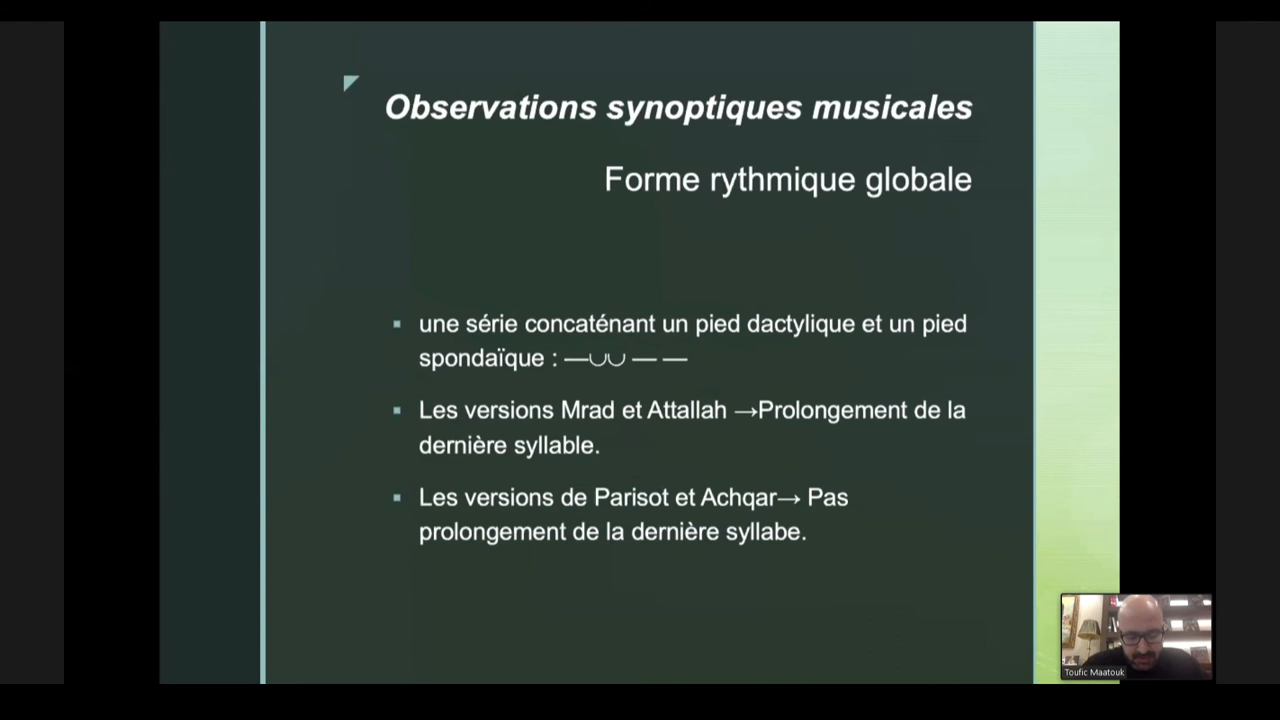 Observations synoptiques musicales
Forme rythmique globale
▪ une série concaténant un pied dactylique et un pied
spondaïque : —◡◡ — —
▪ Les versions Mrad et Attallah →Prolongement de la
dernière syllable.
▪ Les versions de Parisot et Achqar→ Pas
prolongement de la dernière syllabe.
Toufic Maatouk